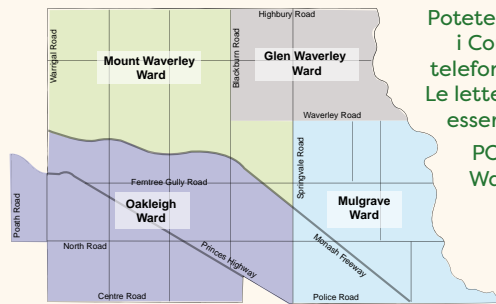 Highbury Road
Warrigal Road
Mount Waverley
Ward
Blackburn Road
Glen Waverley
Ward
Waverley Road
Springvale Road
Ferntree Gully Road
Poath Road
Oakleigh
Ward
Mulgrave
Ward
North Road
Princes Highway
Monash Freeway
Centre Road
Police Road
Potete
i Co
telefor
Le lette
esser
PO